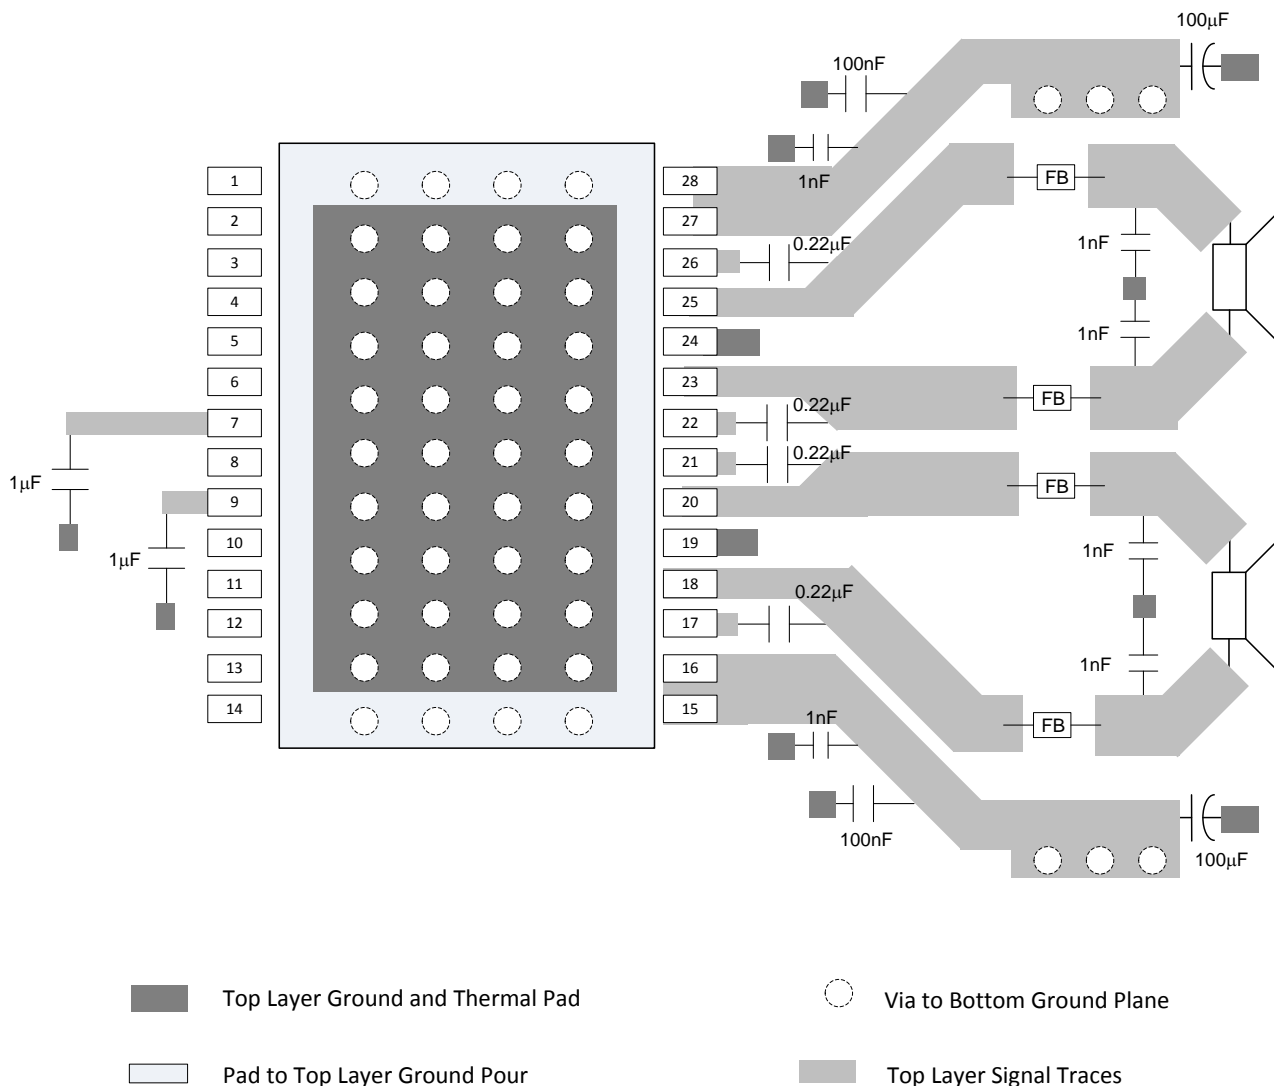 100µF
100nF
1nF
1
2
3
4
5
6
7
8
9
10
11
12
13
14
28
27
26
25
24
23
22
21
20
19
18
17
16
15
0.22µF
0.22µF
0.22µF
0.22µF
FB
FB
FB
FB
1nF
1nF
1nF
1nF
1µF
1µF
1nF
100nF
100µF
Top Layer Ground and Thermal Pad
Via to Bottom Ground Plane
Pad to Top Layer Ground Pour
Top Layer Signal Traces